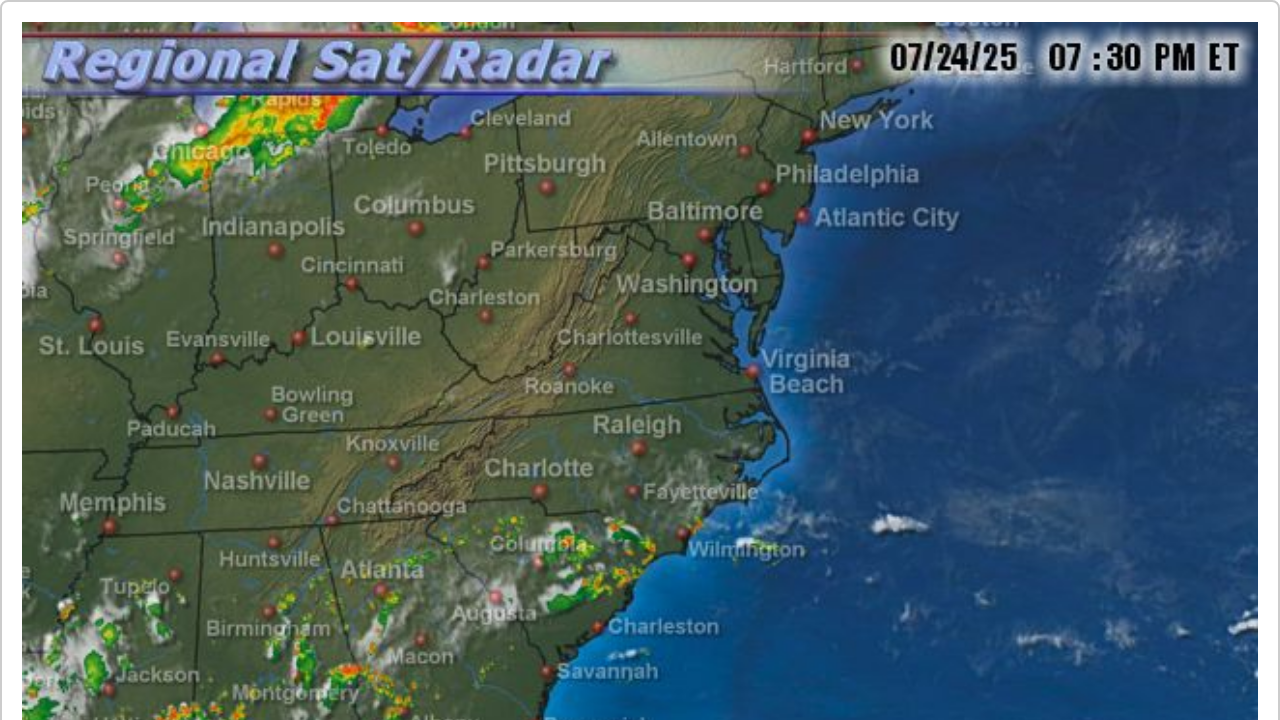 London
Boston
Regional Sat/Radar
07/24/25 07:30 PM ET
Hartford
Rapids
Cleveland
New York
Chicago
Toledo
Allentown
Pittsburgh
Philadelphia
Peoria
Columbus
Baltimore
Atlantic City
Indianapolis
Springfield
Parkersburg
Cincinnati
Washington
Charleston
St. Louis
Evansville
Louisville
Charlottesville
Virginia
Beach
Roanoke
Bowling
Green
Paducah
Raleigh
Knoxville
Nashville
Charlotte
Fayetteville
Memphis
Chattanooga
Columbia
Wilmington
Huntsville
Atlanta
Tupelo
Augusta
Birmingham
Charleston
Macon
Jackson
Savannah
Montgomery